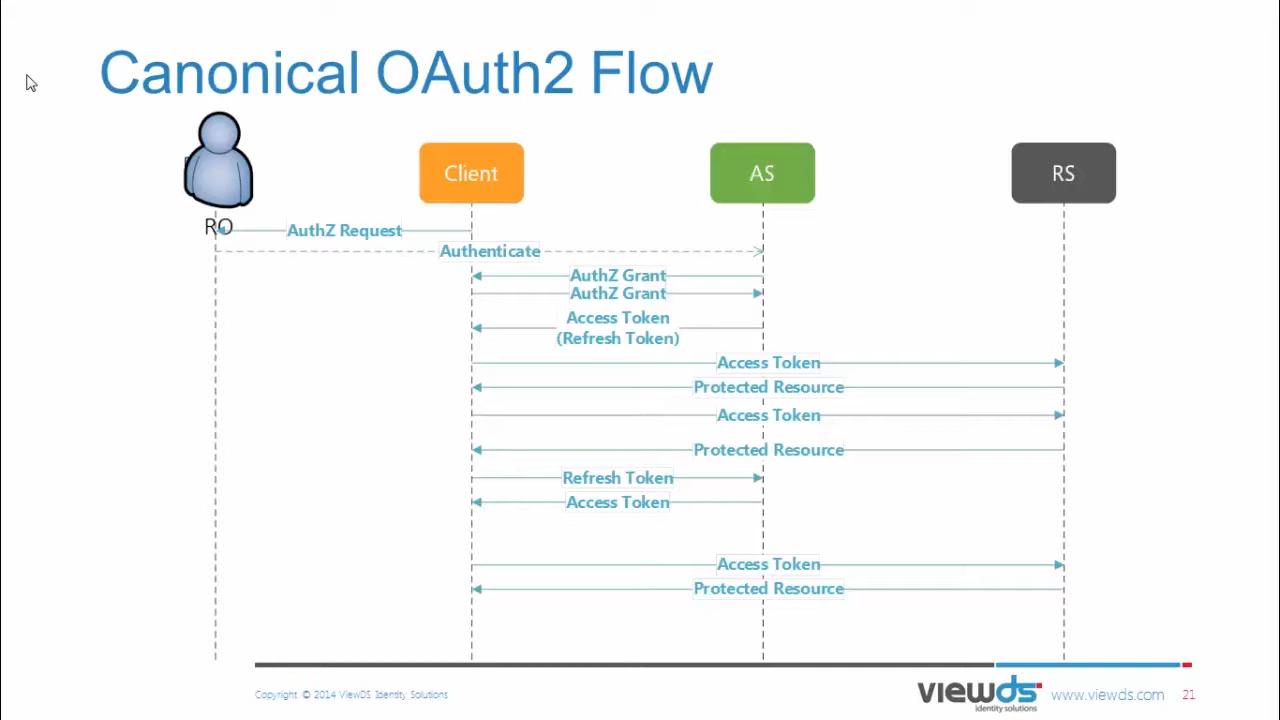 Canonical OAuth2 Flow
Client
AS
RS
RO
AuthZ Request
Authenticate
AuthZ Grant
AuthZ Grant
Access Token
(Refresh Token)
Access Token
Protected Resource
Access Token
Protected Resource
Refresh Token
Access Token
Access Token
Protected Resource
Copyright © 2014 ViewDS Identity Solutions
viewds
identity solutions
www.viewds.com
21